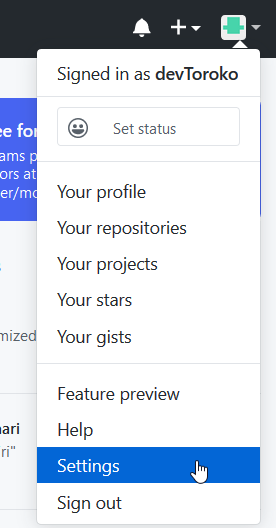 Signed in as devToroko
ee for
ams p
ors at
er/mo
Set status
Your profile
Your repositories
Your projects
Your stars
Your gists
mized
Feature preview
ari
Help
ri"
Settings
Sign out